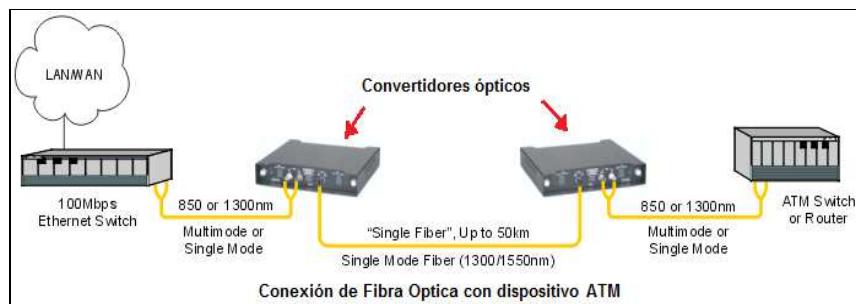 LAN/WAN
Convertidores ópticos
100Mbps
Ethernet Switch
850 or 1300nm
Multimode or
Single Mode
"Single Fiber", Up to 50km
Single Mode Fiber (1300/1550nm)
850 or 1300nm
Multimode or
Single Mode
ATM Switch
or Router
Conexión de Fibra Optica con dispositivo ATM